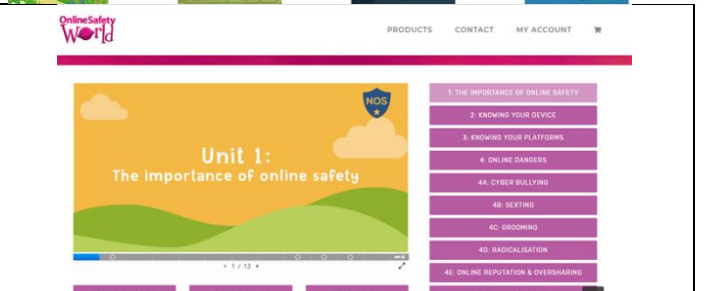 OnlineSafety
World
PRODUCTS CONTACT MY ACCOUNT
NOS
Unit 1:
The importance of online safety
< 1 / 13 >
1: THE IMPORTANCE OF ONLINE SAFETY
2: KNOWING YOUR DEVICE
3: KNOWING YOUR PLATFORMS
4: ONLINE DANGERS
4A: CYBER BULLYING
4B: SEXTING
4C: GROOMING
4D: RADICALISATION
4E: ONLINE REPUTATION & OVERSHARING